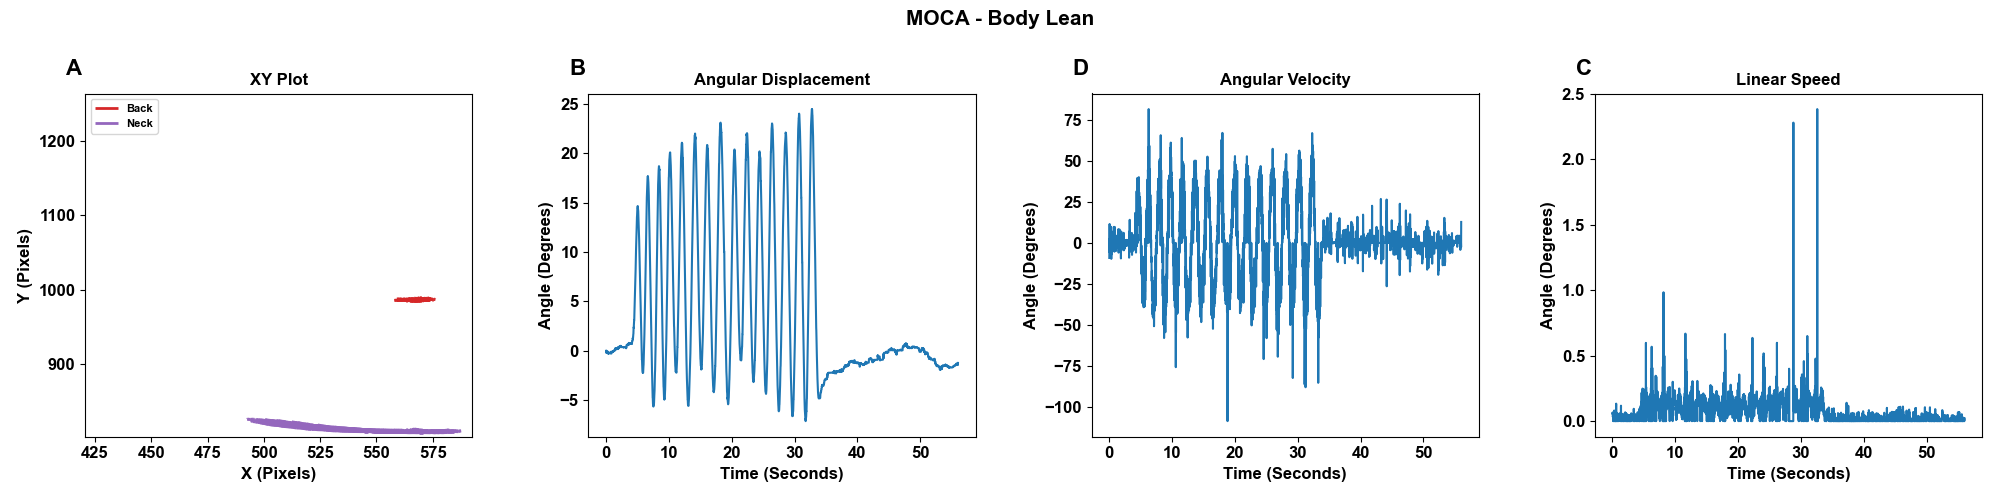 MOCA - Body Lean
A
XY Plot
Back
Neck
1200
1100
1000
900
Y (Pixels)
425 450 475 500 525 550 575
X (Pixels)
B
Angular Displacement
25
20
15
10
5
0
−5
Angle (Degrees)
0 10 20 30 40 50
Time (Seconds)
D
Angular Velocity
75
50
25
0
−25
−50
−75
−100
Angle (Degrees)
0 10 20 30 40 50
Time (Seconds)
C
Linear Speed
2.5
2.0
1.5
1.0
0.5
0.0
Angle (Degrees)
0 10 20 30 40 50
Time (Seconds)